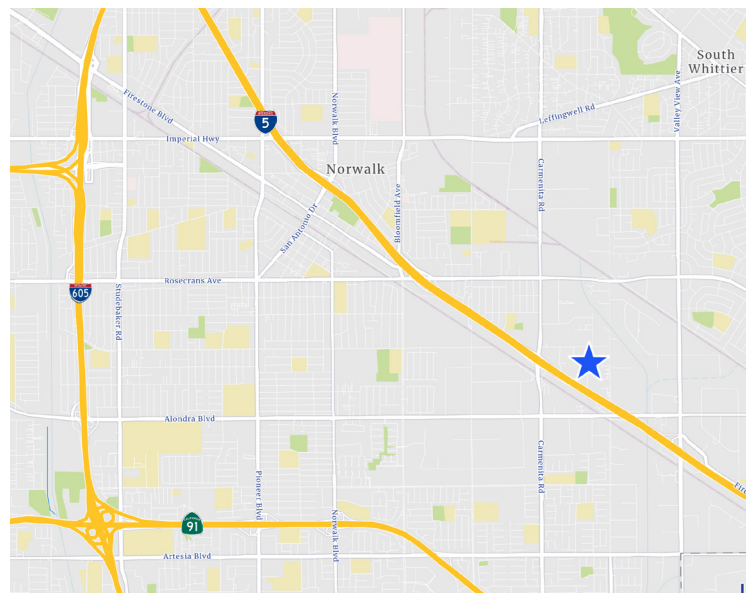 South
Whittier
Valley View Ave
Firestone Blvd
Norwalk Blvd
Leffingwell Rd
5
Imperial Hwy
Norwalk
Carmenita Rd
Bloomfield Ave
San Antonio Dr
Rosecrans Ave
605
Studebaker Rd
Alondra Blvd
Carmenita Rd
Pioneer Blvd
Norwalk Blvd
91
Artesia Blvd